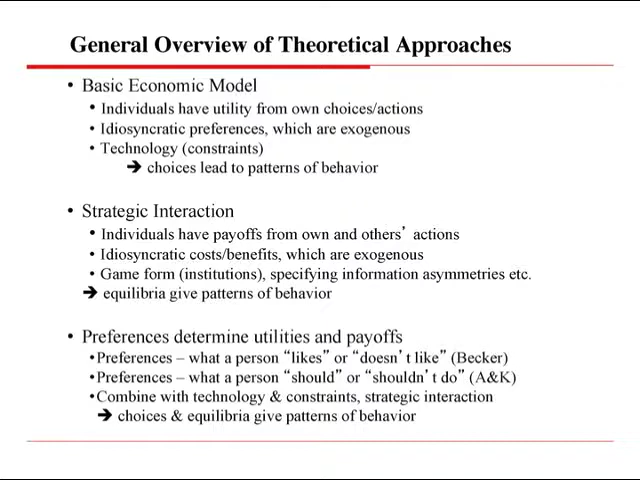 General Overview of Theoretical Approaches
• Basic Economic Model
• Individuals have utility from own choices/actions
• Idiosyncratic preferences, which are exogenous
• Technology (constraints)
➔ choices lead to patterns of behavior
• Strategic Interaction
• Individuals have payoffs from own and others’ actions
• Idiosyncratic costs/benefits, which are exogenous
• Game form (institutions), specifying information asymmetries etc.
➔ equilibria give patterns of behavior
• Preferences determine utilities and payoffs
•Preferences – what a person “likes” or “doesn’t like” (Becker)
•Preferences – what a person “should” or “shouldn’t do” (A&K)
•Combine with technology & constraints, strategic interaction
➔ choices & equilibria give patterns of behavior